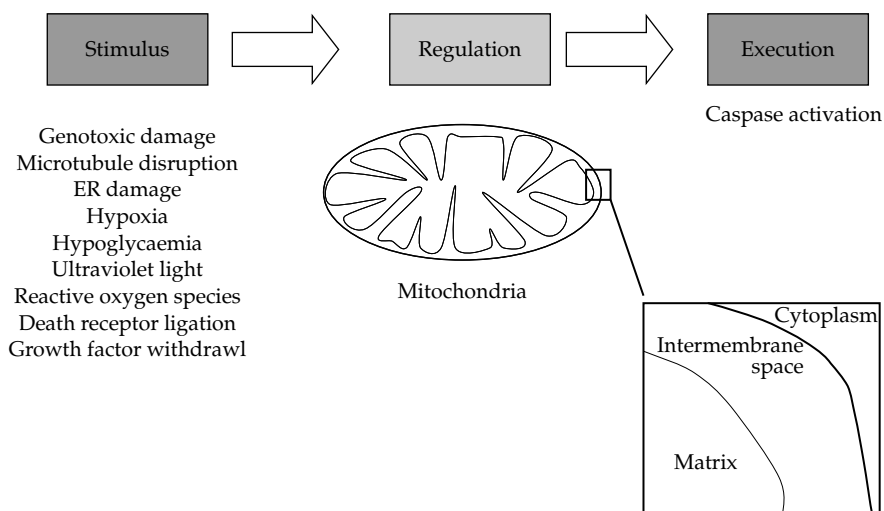 Stimulus
Regulation
Execution
Caspase activation
Genotoxic damage
Microtubule disruption
ER damage
Hypoxia
Hypoglycaemia
Ultraviolet light
Reactive oxygen species
Death receptor ligation
Growth factor withdrawl
Mitochondria
Cytoplasm
Intermembrane
space
Matrix